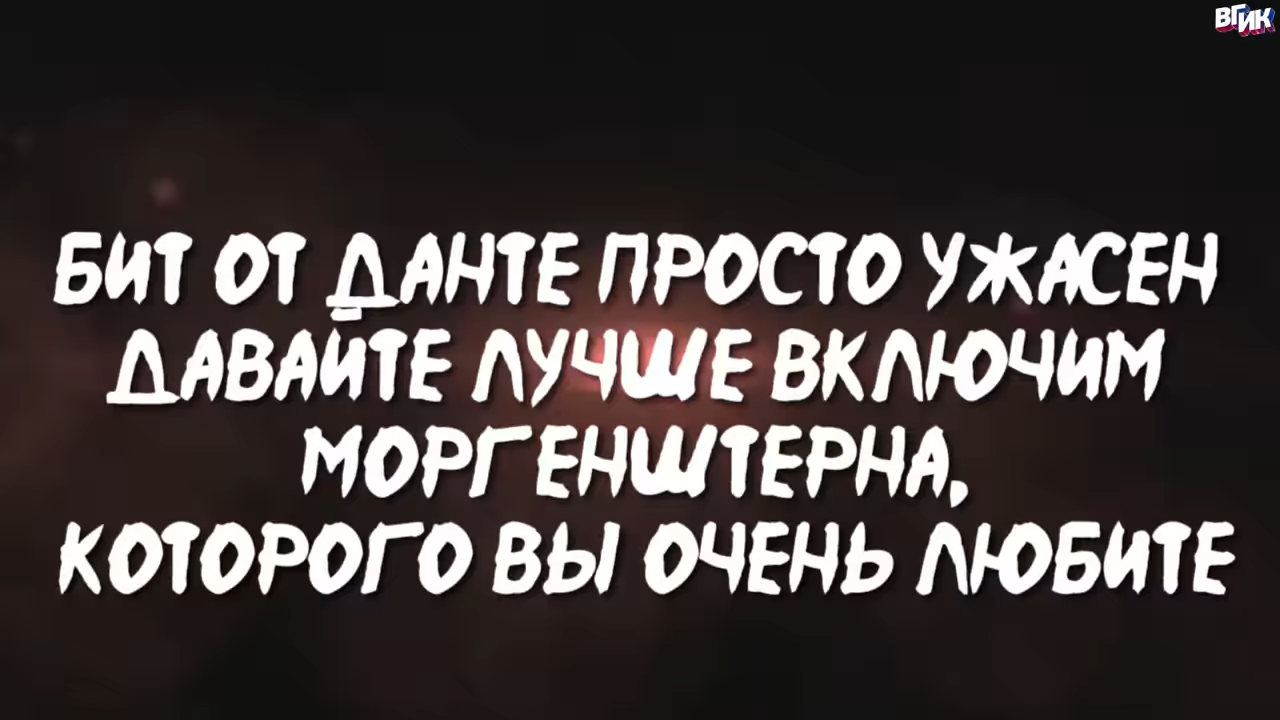 ВГИК
БИТ ОТ ДАНТЕ ПРОСТО УЖАСЕН
ДАВАЙТЕ ЛУЧШЕ ВКЛЮЧИМ
МОРГЕНШТЕРНА,
КОТОРОГО ВЫ ОЧЕНЬ ЛЮБИТЕ